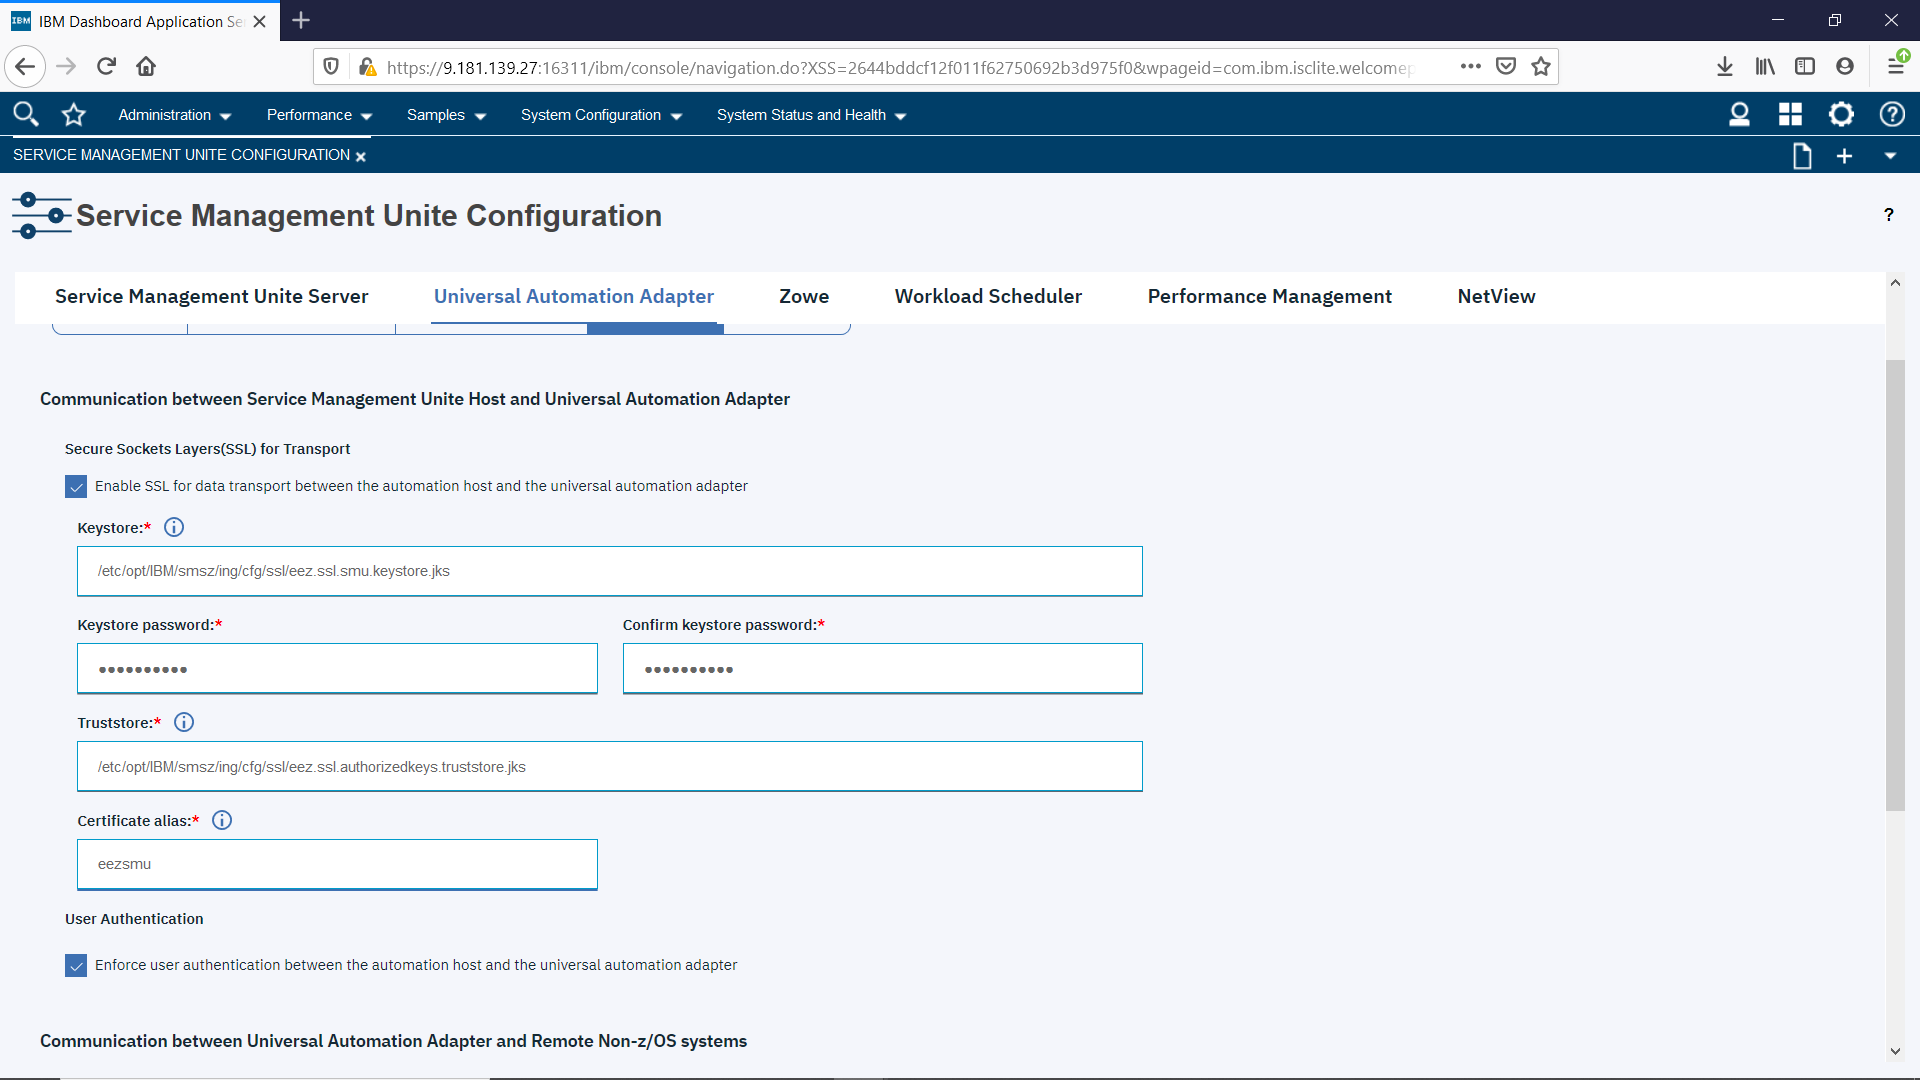 IBM IBM Dashboard Application Se
https://9.181.139.27:16311/ibm/console/navigation.do?XSS=2644bddcf12f011f62750692b3d975f0&wpageid=com.ibm.isclite.welcomep
Administration Performance Samples System Configuration System Status and Health
SERVICE MANAGEMENT UNITE CONFIGURATION
Service Management Unite Configuration ?
Service Management Unite Server Universal Automation Adapter Zowe Workload Scheduler Performance Management NetView
Communication between Service Management Unite Host and Universal Automation Adapter
Secure Sockets Layers(SSL) for Transport
Enable SSL for data transport between the automation host and the universal automation adapter
Keystore:*
/etc/opt/IBM/smsz/ing/cfg/ssl/eez.ssl.smu.keystore.jks
Keystore password:* Confirm keystore password:*
•••••••••• ••••••••••
Truststore:*
/etc/opt/IBM/smsz/ing/cfg/ssl/eez.ssl.authorizedkeys.truststore.jks
Certificate alias:*
eezsmu
User Authentication
Enforce user authentication between the automation host and the universal automation adapter
Communication between Universal Automation Adapter and Remote Non-z/OS systems